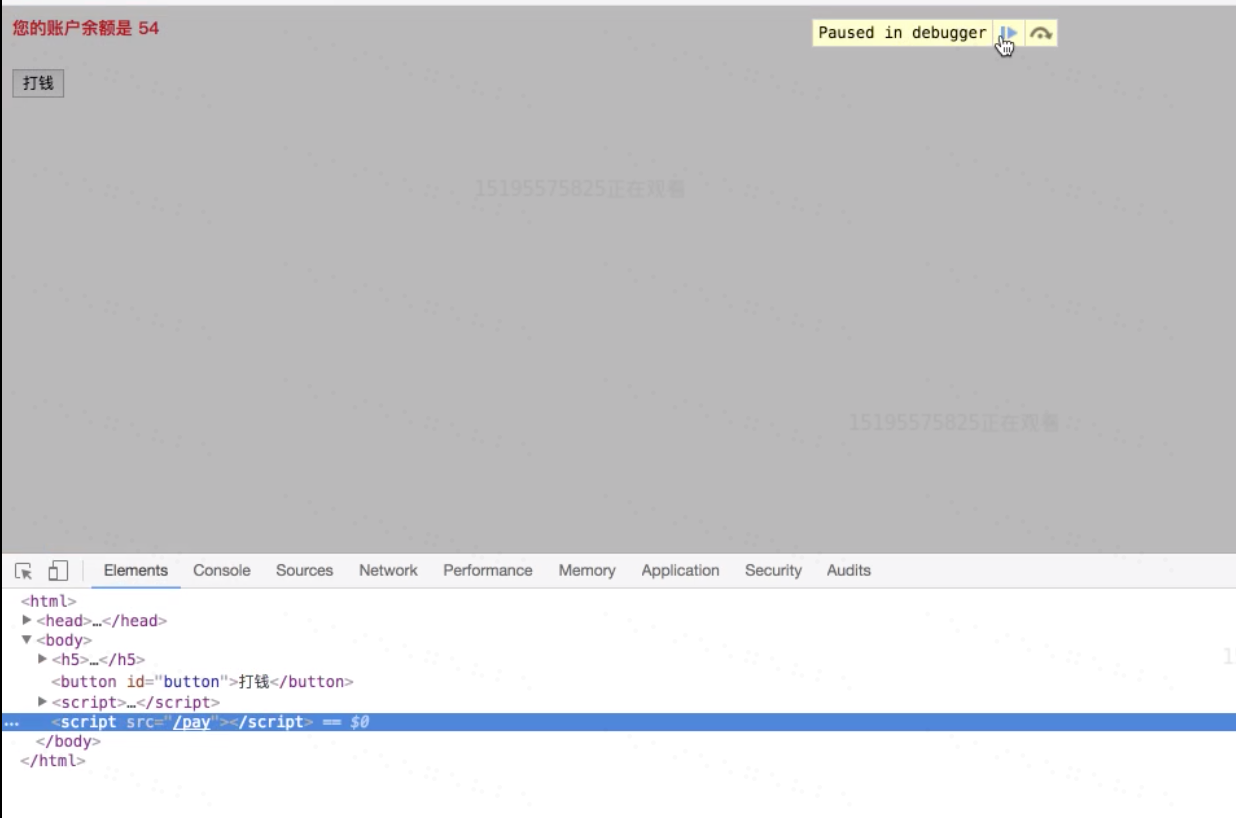 您的账户余额是 54
Paused in debugger
打钱
15195575825正在观看
15195575825正在观看
Elements Console Sources Network Performance Memory Application Security Audits
<html>
<head>…</head>
<body>
<h5>…</h5>
<button id="button">打钱</button>
<script>…</script>
<script src="/pay"></script> == $0
</body>
</html>